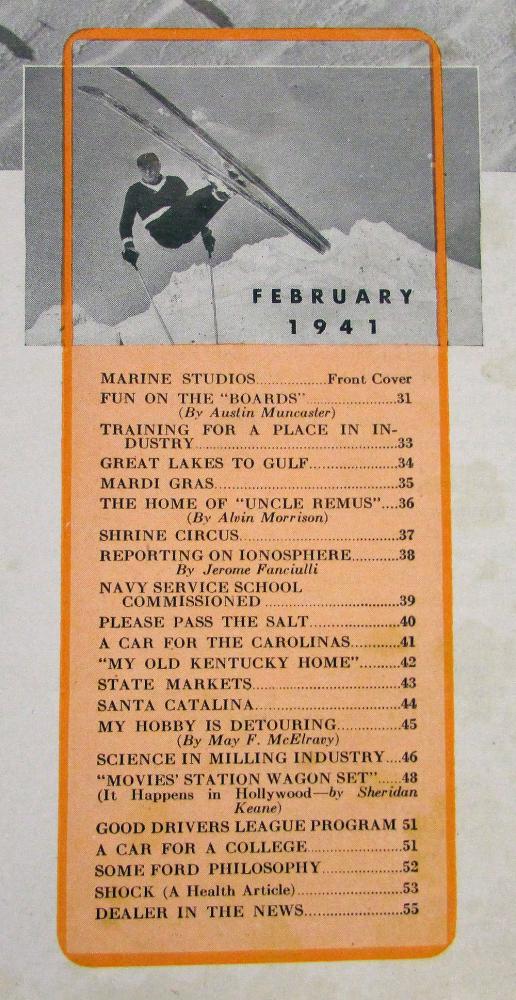 FEBRUARY
1941
MARINE STUDIOS..............Front Cover
FUN ON THE "BOARDS"..................31
(By Austin Muncaster)
TRAINING FOR A PLACE IN IN-
DUSTRY........................................33
GREAT LAKES TO GULF..................34
MARDI GRAS.....................................35
THE HOME OF "UNCLE REMUS"....36
(By Alvin Morrison)
SHRINE CIRCUS................................37
REPORTING ON IONOSPHERE..........38
By Jerome Fanciulli
NAVY SERVICE SCHOOL
COMMISSIONED ...........................39
PLEASE PASS THE SALT..................40
A CAR FOR THE CAROLINAS..........41
"MY OLD KENTUCKY HOME"........42
STATE MARKETS..............................43
SANTA CATALINA.............................44
MY HOBBY IS DETOURING.............45
(By May F. McElravy)
SCIENCE IN MILLING INDUSTRY....46
"MOVIES' STATION WAGON SET".....48
(It Happens in Hollywood—by Sheridan
Keane)
GOOD DRIVERS LEAGUE PROGRAM 51
A CAR FOR A COLLEGE...................51
SOME FORD PHILOSOPHY................52
SHOCK (A Health Article).....................53
DEALER IN THE NEWS....................55